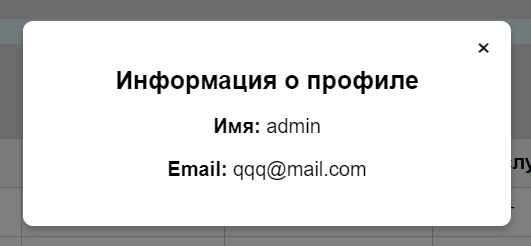 ×
Информация о профиле
Имя: admin
Email: qqq@mail.com